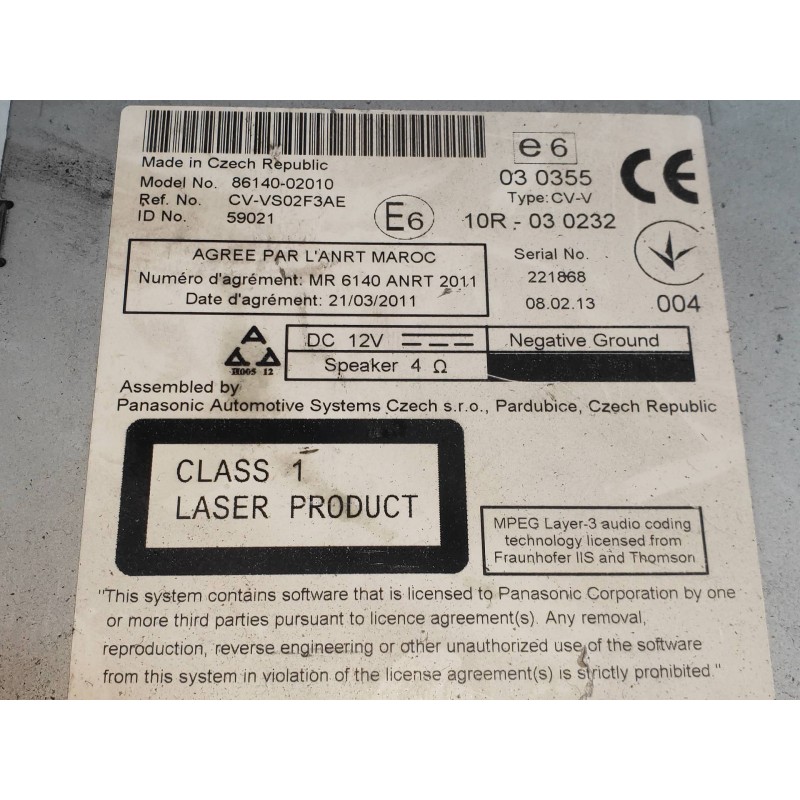 Made in Czech Republic
Model No. 86140-02010
Ref. No. CV-VS02F3AE
ID No. 59021
E6
e6
03 0355
Type: CV-V
10R - 03 0232
CE
Serial No.
221868
08.02.13
004
AGREE PAR L'ANRT MAROC
Numéro d'agrément: MR 6140 ANRT 2011
Date d'agrément: 21/03/2011
H005 12
DC 12V Negative Ground
Speaker 4 Ω
Assembled by
Panasonic Automotive Systems Czech s.r.o., Pardubice, Czech Republic
CLASS 1
LASER PRODUCT
MPEG Layer-3 audio coding
technology licensed from
Fraunhofer IIS and Thomson
"This system contains software that is licensed to Panasonic Corporation by one
or more third parties pursuant to licence agreement(s). Any removal,
reproduction, reverse engineering or other unauthorized use of the software
from this system in violation of the license agreement(s) is strictly prohibited."